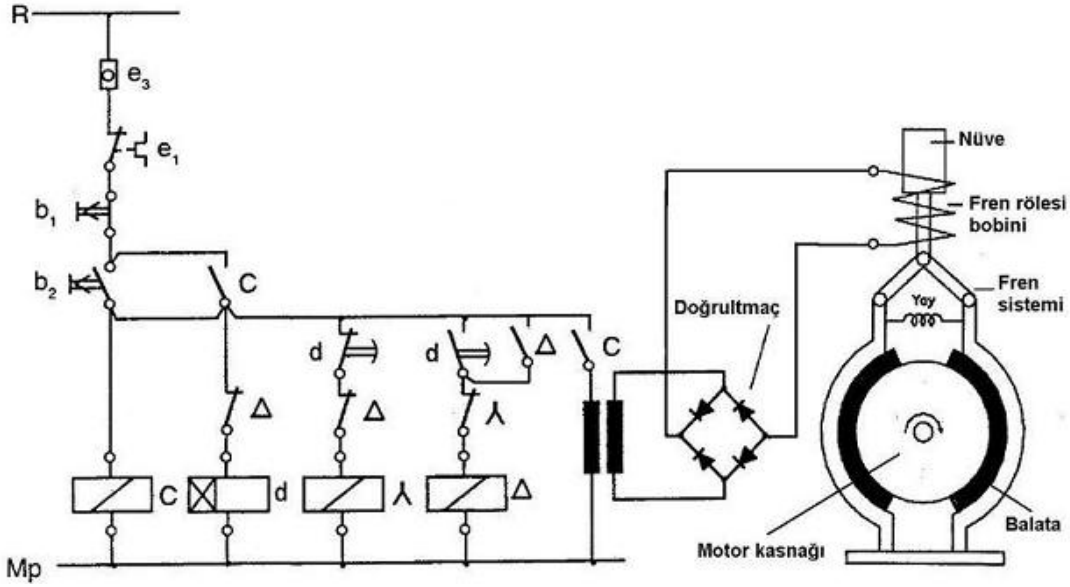 R
e₃
e₁
b₁
b₂
C
d
Δ
d
Δ
C
Δ
⅄
C
d
⅄
Δ
Mp
Doğrultmaç
Nüve
Fren rölesi
bobini
Fren
sistemi
Yay
Motor kasnağı
Balata